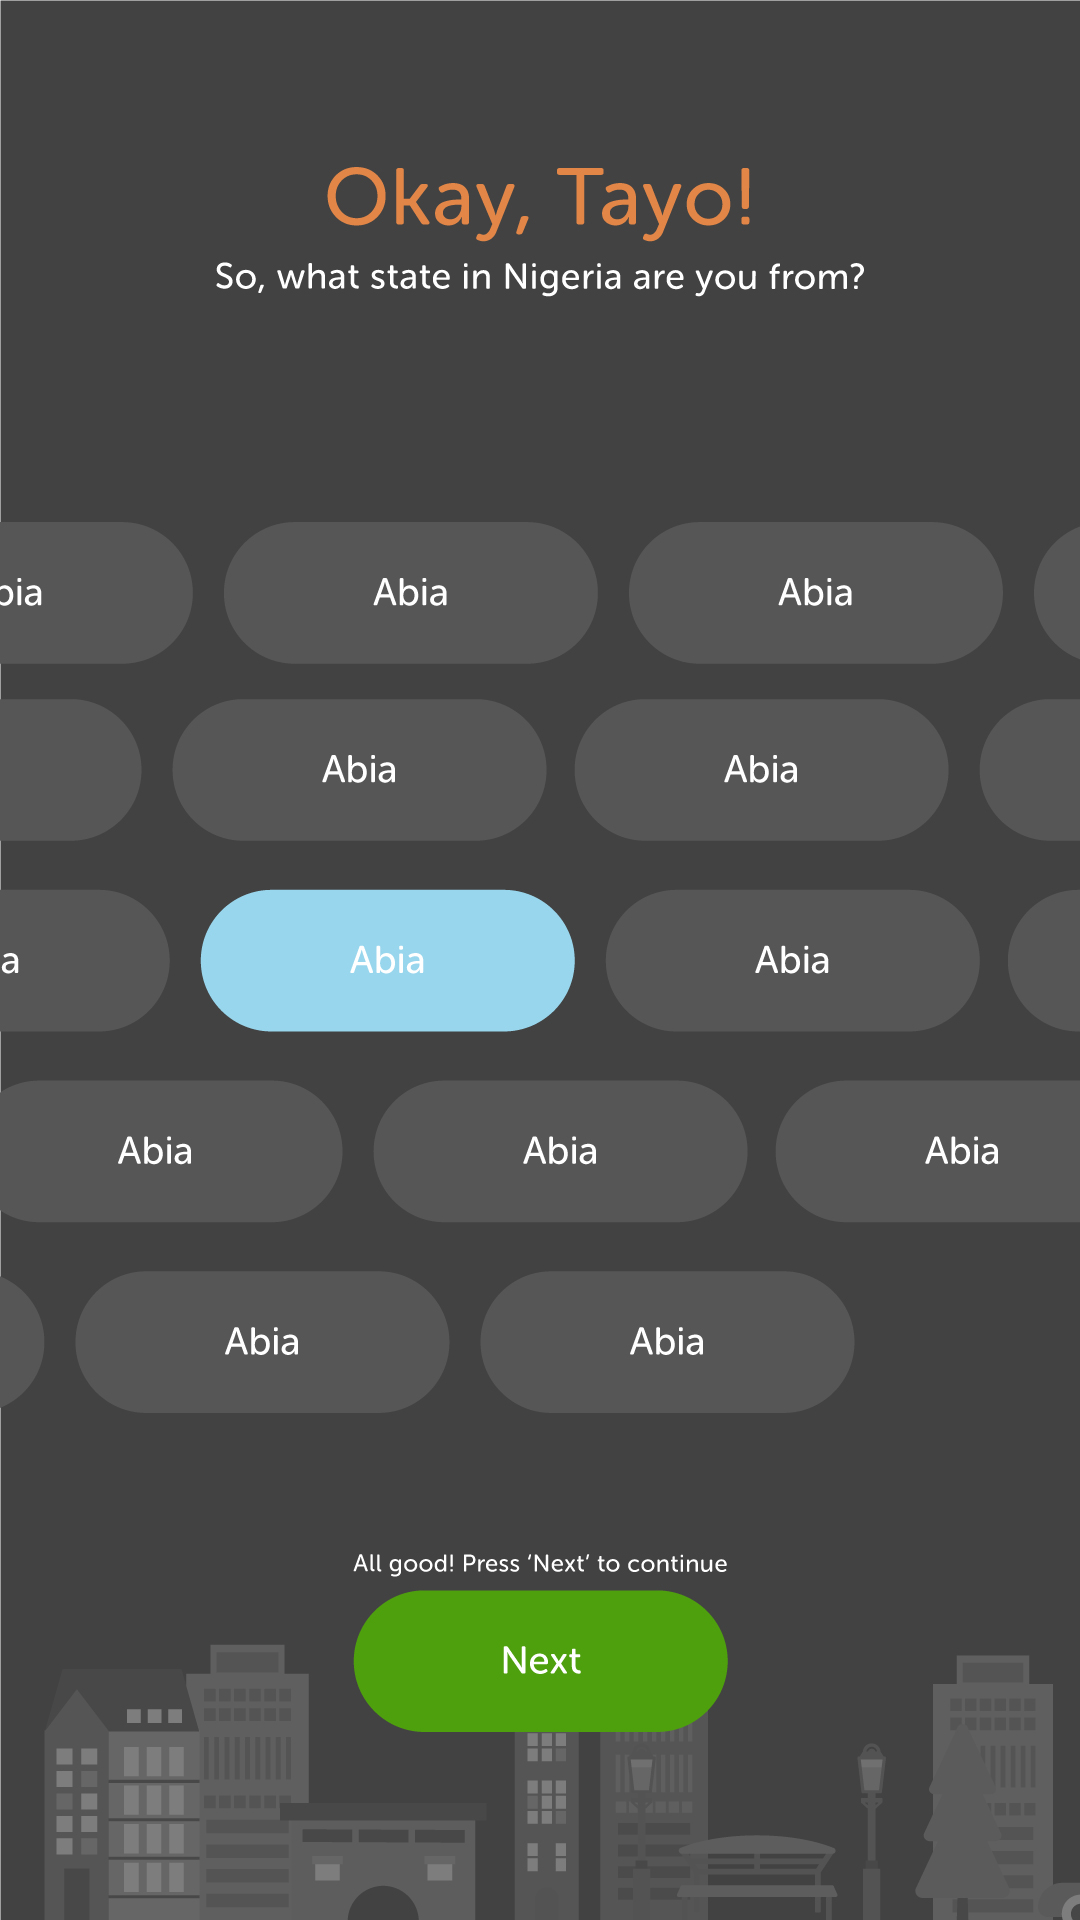 Okay, Tayo!
So, what state in Nigeria are you from?
bia Abia Abia
Abia Abia
a Abia Abia
Abia Abia Abia
Abia Abia
All good! Press ‘Next’ to continue
Next